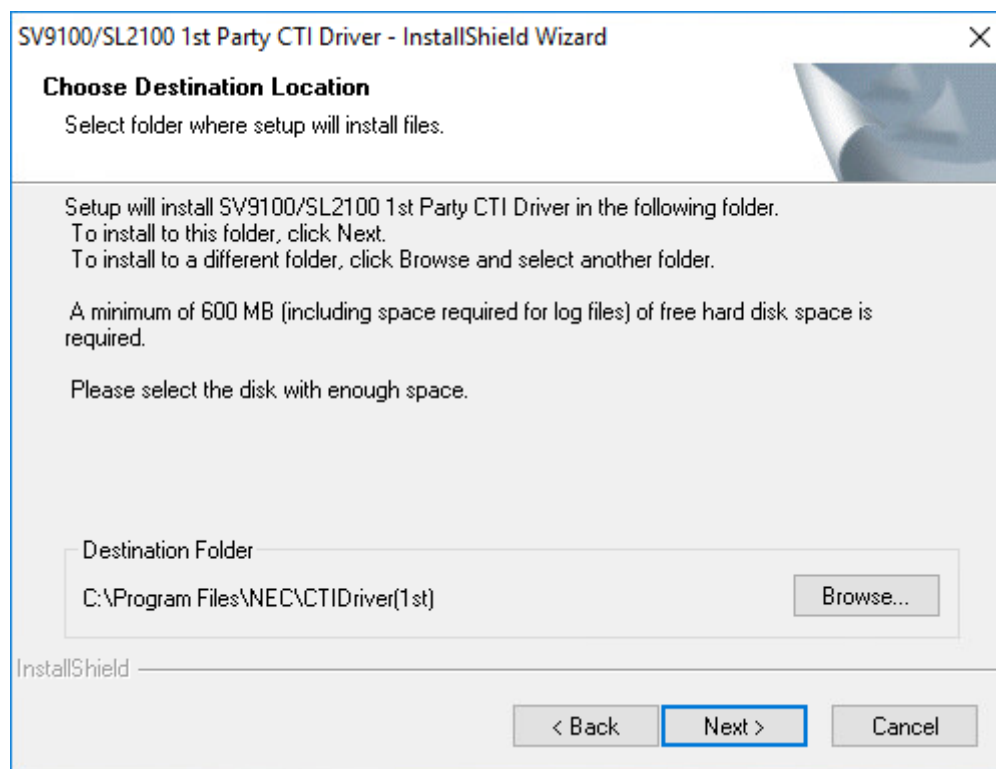 SV9100/SL2100 1st Party CTI Driver - InstallShield Wizard
Choose Destination Location
Select folder where setup will install files.
Setup will install SV9100/SL2100 1st Party CTI Driver in the following folder.
To install to this folder, click Next.
To install to a different folder, click Browse and select another folder.
A minimum of 600 MB (including space required for log files) of free hard disk space is
required.
Please select the disk with enough space.
Destination Folder
C:\Program Files\NEC\CTIDriver(1st)
Browse...
InstallShield
< Back
Next >
Cancel